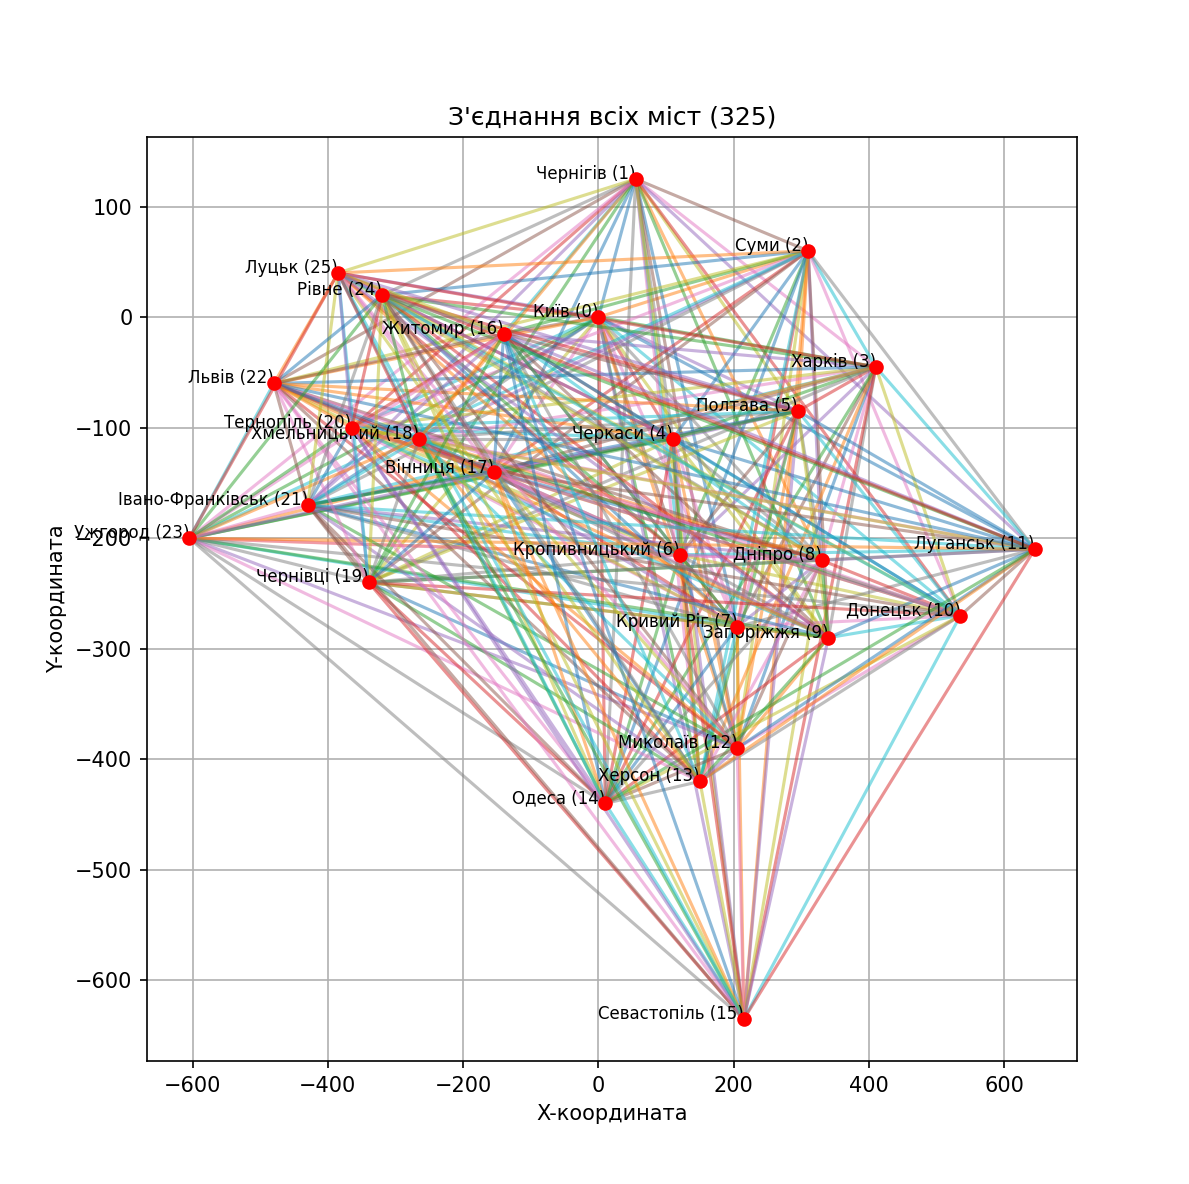 З'єднання всіх міст (325)
Чернігів (1)
Суми (2)
Луцьк (25)
Рівне (24)
Київ (0)
Житомир (16)
Харків (3)
Львів (22)
Полтава (5)
Тернопіль (20)
Хмельницький (18)
Черкаси (4)
Вінниця (17)
Івано-Франківськ (21)
Ужгород (23)
Кропивницький (6)
Дніпро (8)
Луганськ (11)
Чернівці (19)
Донецьк (10)
Кривий Ріг (7)
Запоріжжя (9)
Миколаїв (12)
Херсон (13)
Одеса (14)
Севастопіль (15)
100
0
−100
−200
−300
−400
−500
−600
Y-координата
−600 −400 −200 0 200 400 600
X-координата